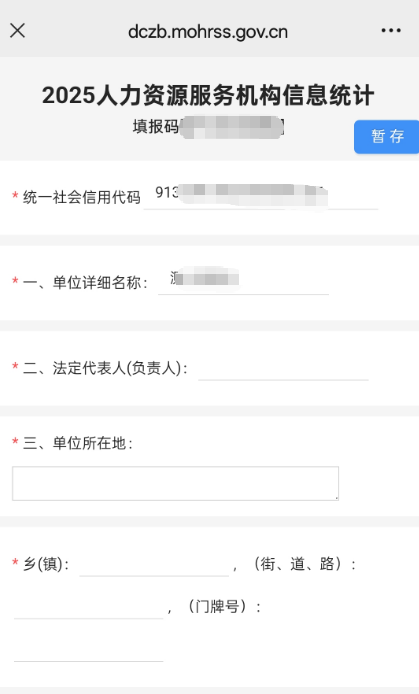 dczb.mohrss.gov.cn
2025人力资源服务机构信息统计
填报码
暂 存
* 统一社会信用代码 913
* 一、单位详细名称：
* 二、法定代表人(负责人)：
* 三、单位所在地：
* 乡(镇)： ，（街、道、路）：
，（门牌号）：